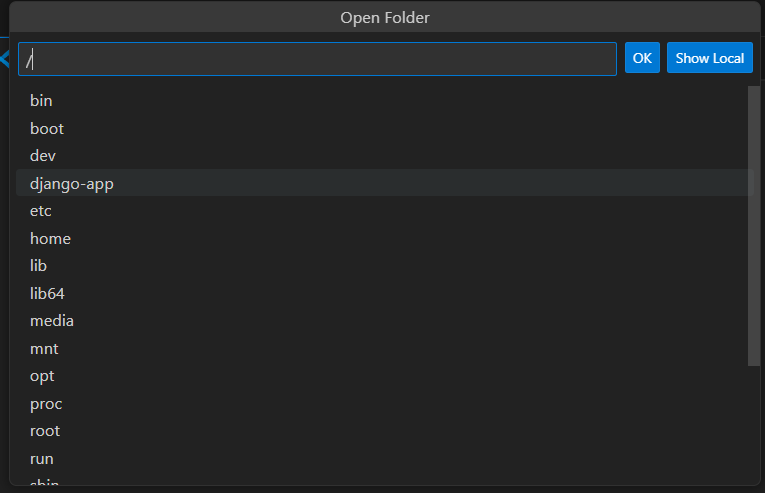 Open Folder
/
OK
Show Local
bin
boot
dev
django-app
etc
home
lib
lib64
media
mnt
opt
proc
root
run
sbin